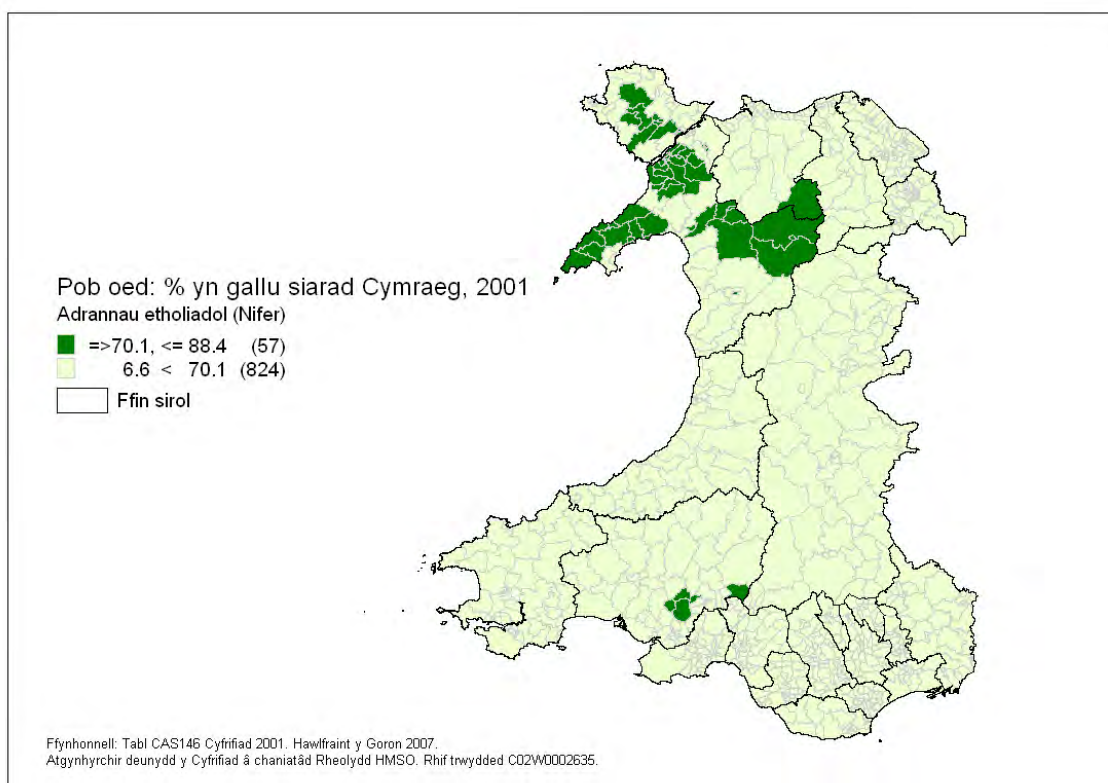 Pob oed: % yn gallu siarad Cymraeg, 2001
Adrannau etholiadol (Nifer)
=>70.1, <= 88.4 (57)
6.6 < 70.1 (824)
Ffin sirol
Ffynhonnell: Tabl CAS146 Cyfrifiad 2001. Hawlfraint y Goron 2007.
Atgynhyrchir deunydd y Cyfrifiad â chaniatâd Rheolydd HMSO. Rhif trwydded C02W0002635.